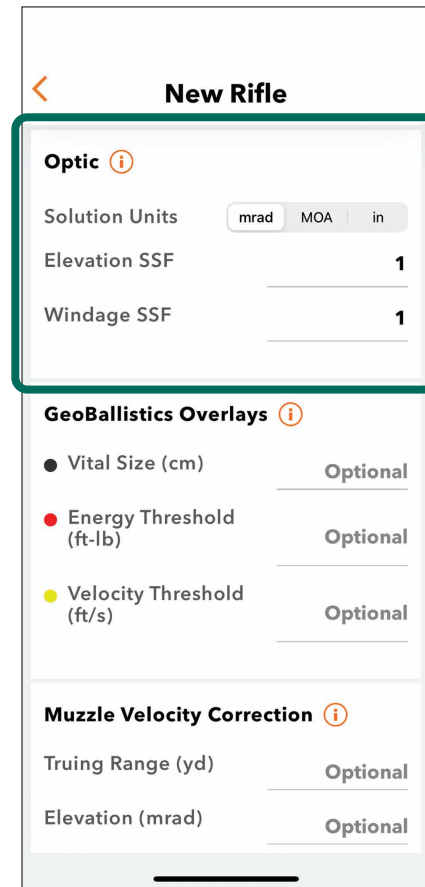 New Rifle
Optic
Solution Units mrad MOA in
Elevation SSF 1
Windage SSF 1
GeoBallistics Overlays
Vital Size (cm) Optional
Energy Threshold
(ft-lb) Optional
Velocity Threshold
(ft/s) Optional
Muzzle Velocity Correction
Truing Range (yd) Optional
Elevation (mrad) Optional